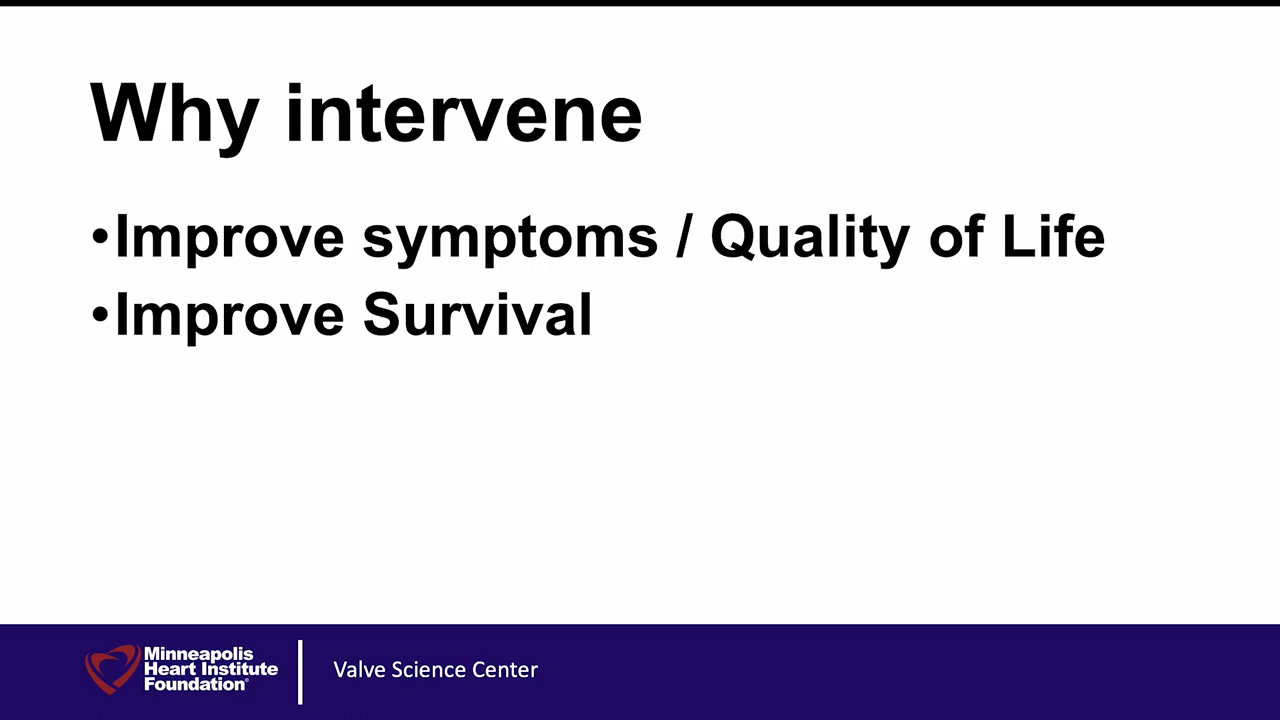 Why intervene
•Improve symptoms / Quality of Life
•Improve Survival
Minneapolis
Heart Institute
Foundation®
Valve Science Center